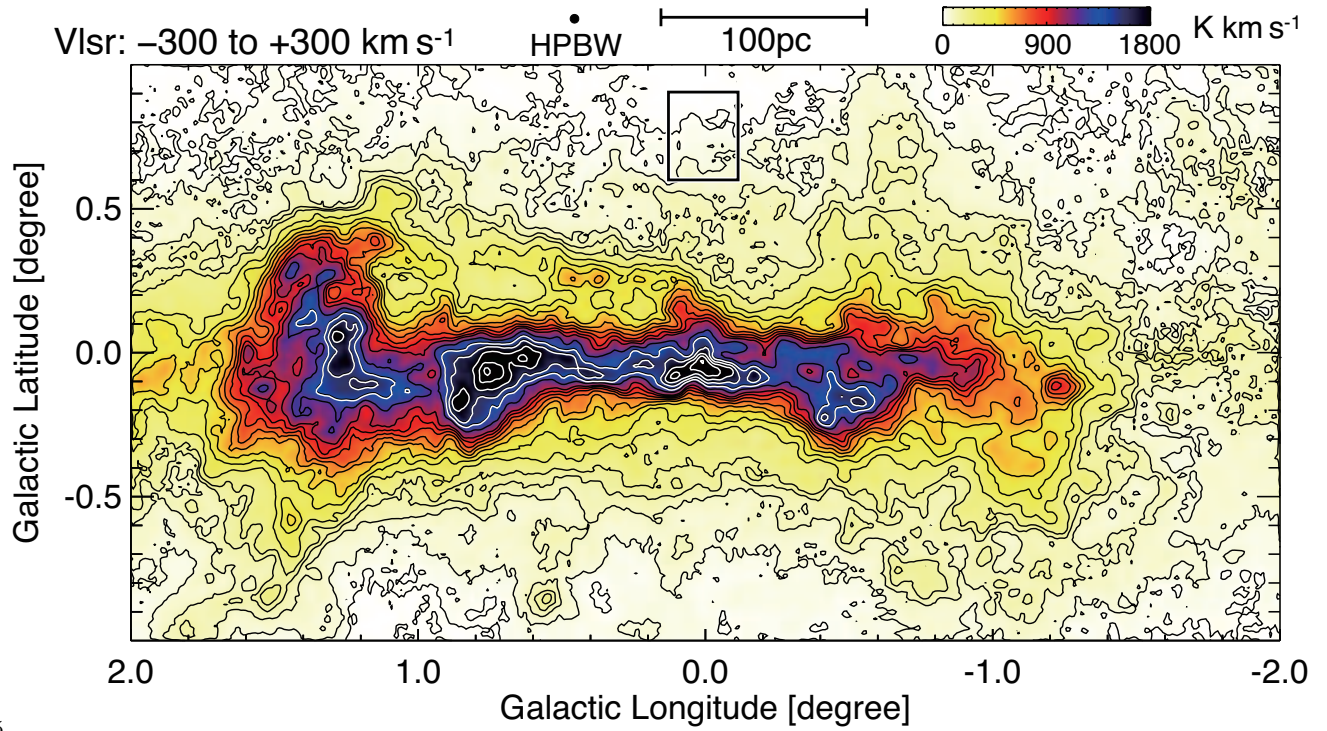 Vlsr: −300 to +300 km s-1
HPBW
100pc
0 900 1800 K km s-1
Galactic Latitude [degree]
0.5
0.0
-0.5
2.0 1.0 0.0 -1.0 -2.0
Galactic Longitude [degree]